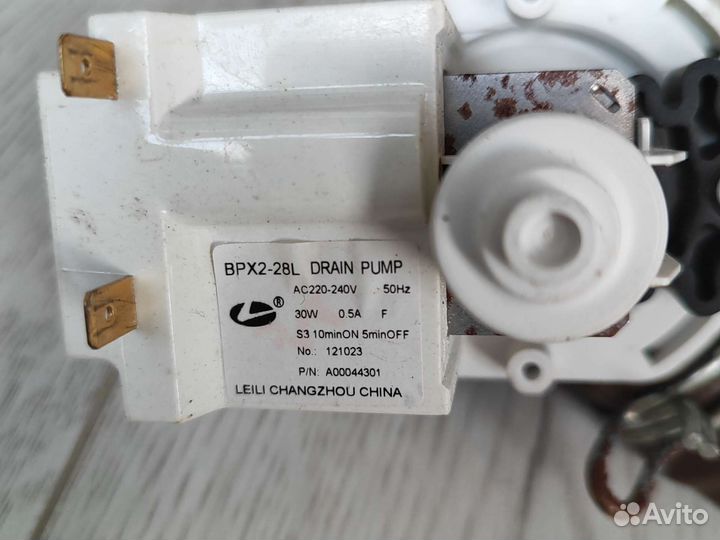 BPX2-28L DRAIN PUMP
AC220-240V 50Hz
®
30W 0.5A F
S3 10minON 5minOFF
No.: 121023
P/N: A00044301
LEILI CHANGZHOU CHINA
Avito